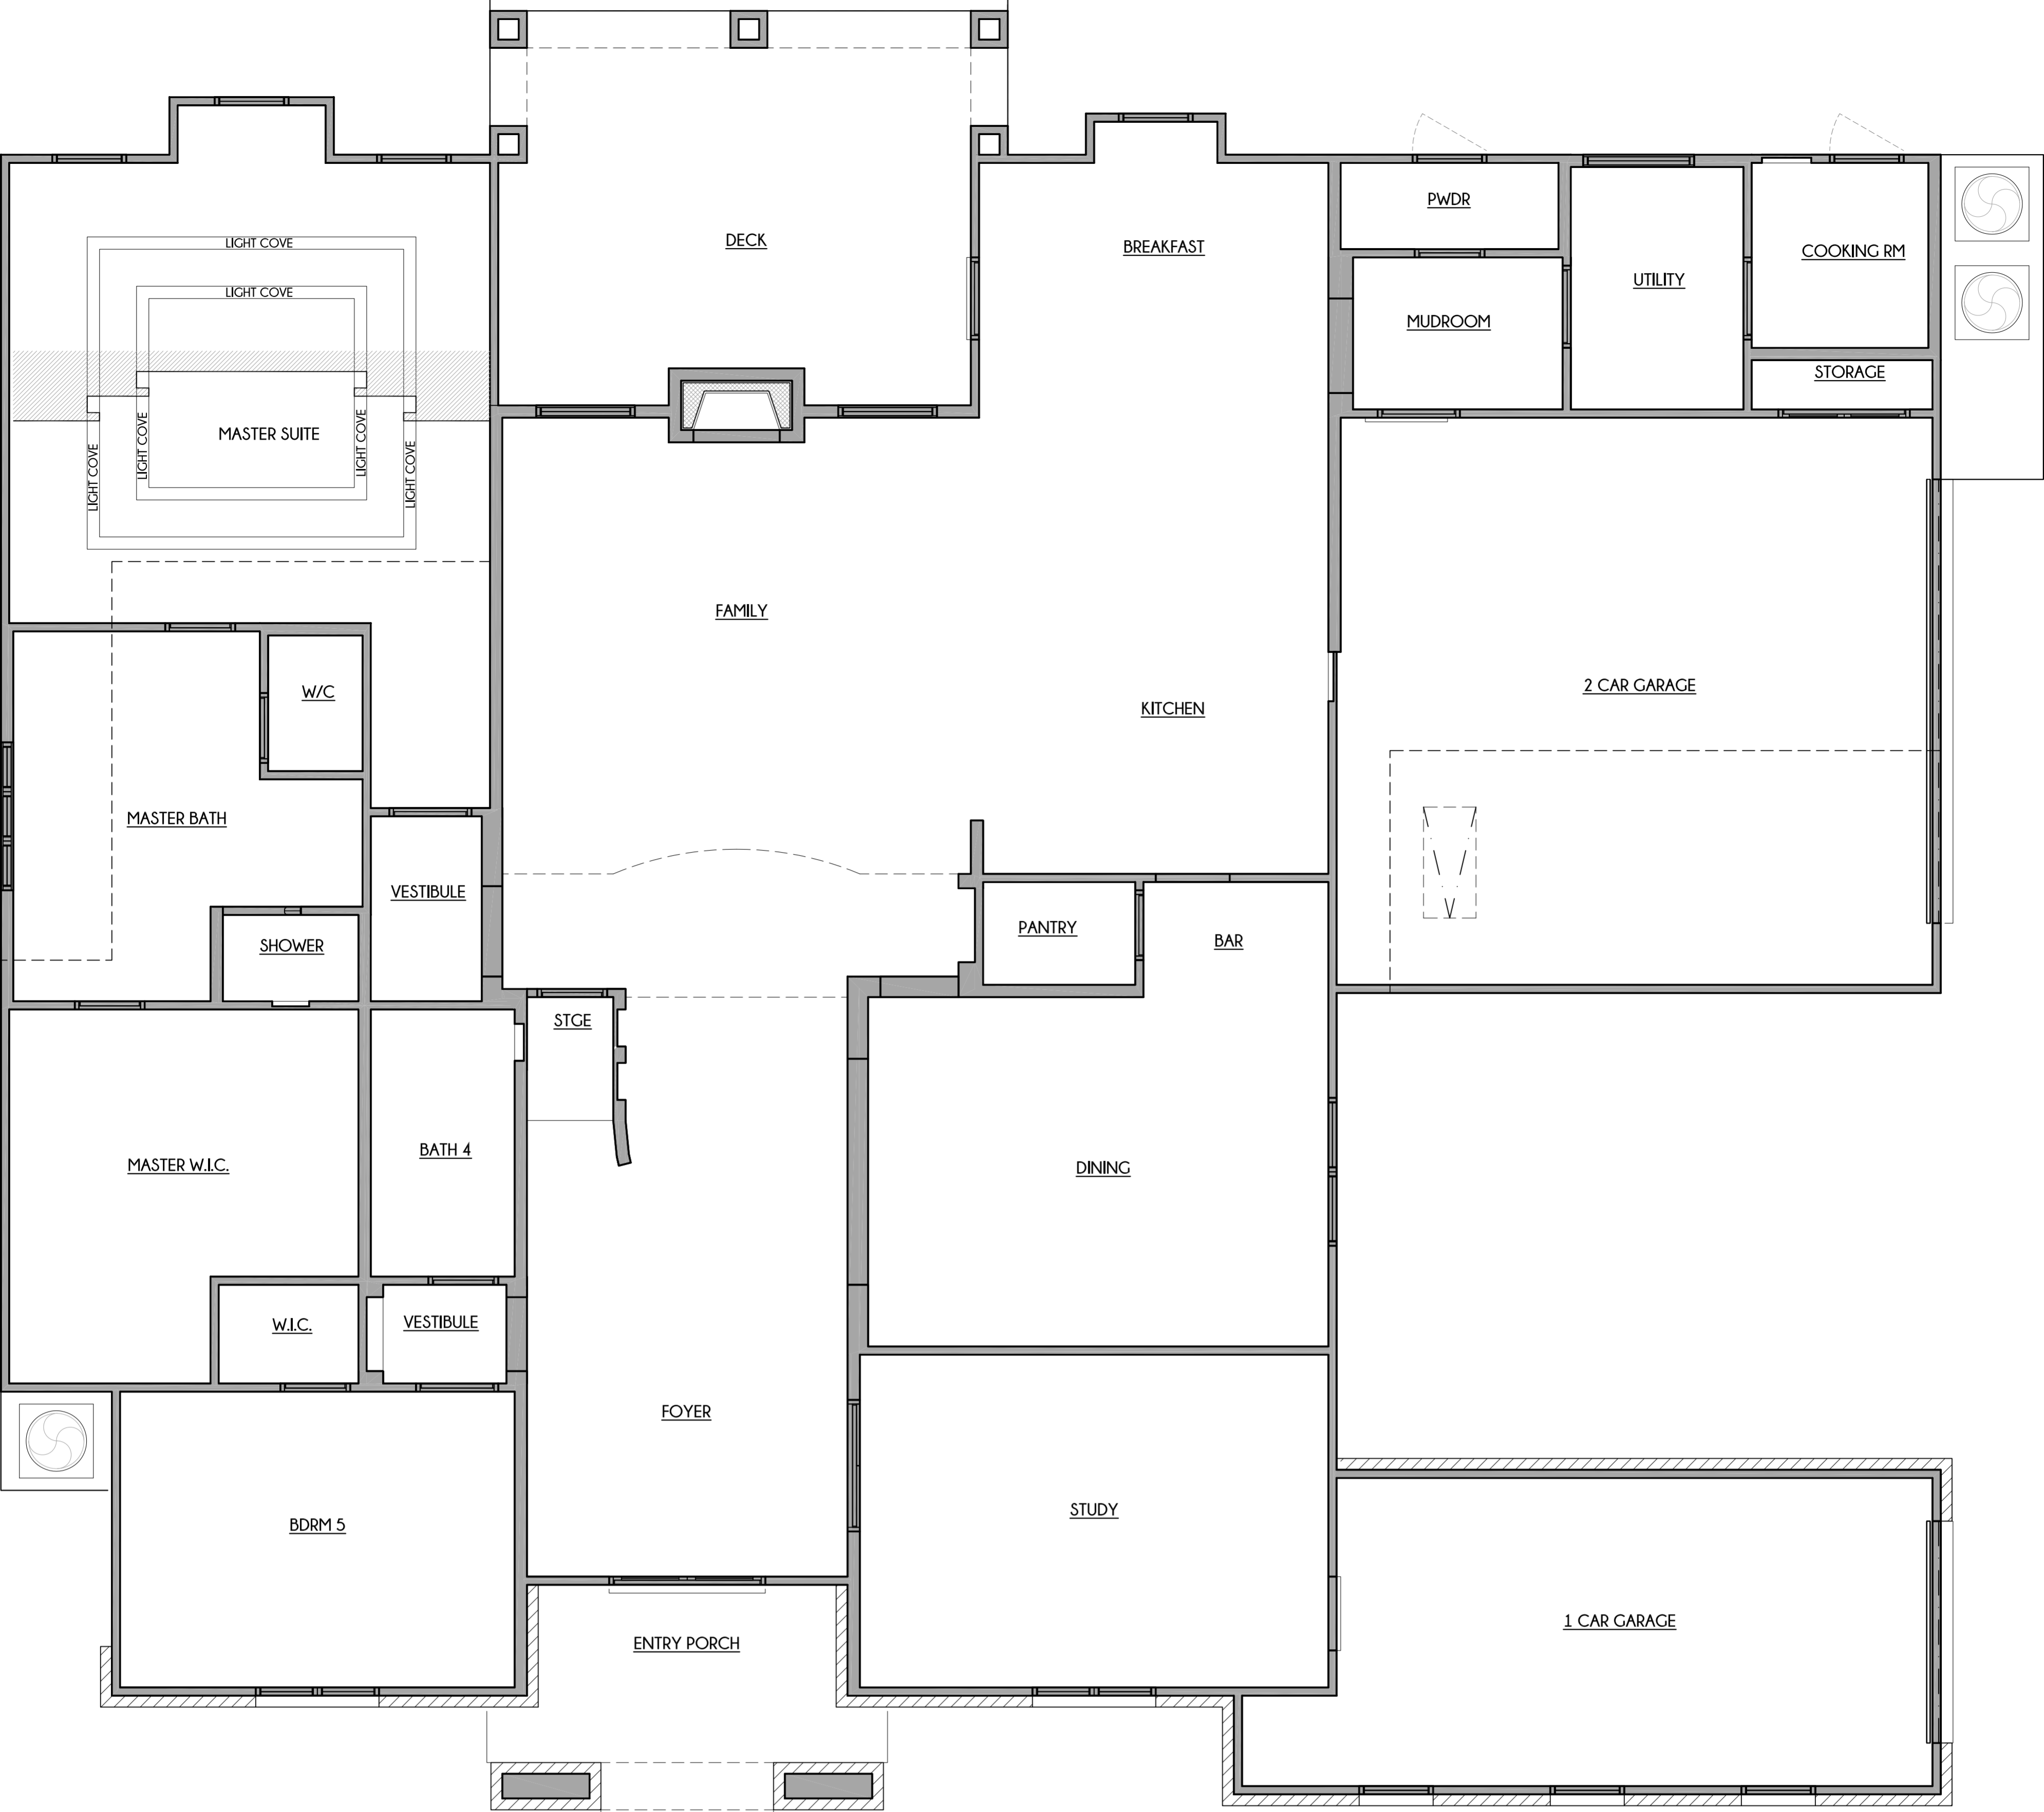 PWDR
DECK
LIGHT COVE
BREAKFAST
COOKING RM
UTILITY
LIGHT COVE
MUDROOM
STORAGE
MASTER SUITE
LIGHT COVE
LIGHT COVE
LIGHT COVE
LIGHT COVE
FAMILY
W/C
2 CAR GARAGE
KITCHEN
MASTER BATH
VESTIBULE
PANTRY
BAR
SHOWER
STGE
BATH 4
MASTER W.I.C.
DINING
W.I.C.
VESTIBULE
FOYER
STUDY
BDRM 5
1 CAR GARAGE
ENTRY PORCH